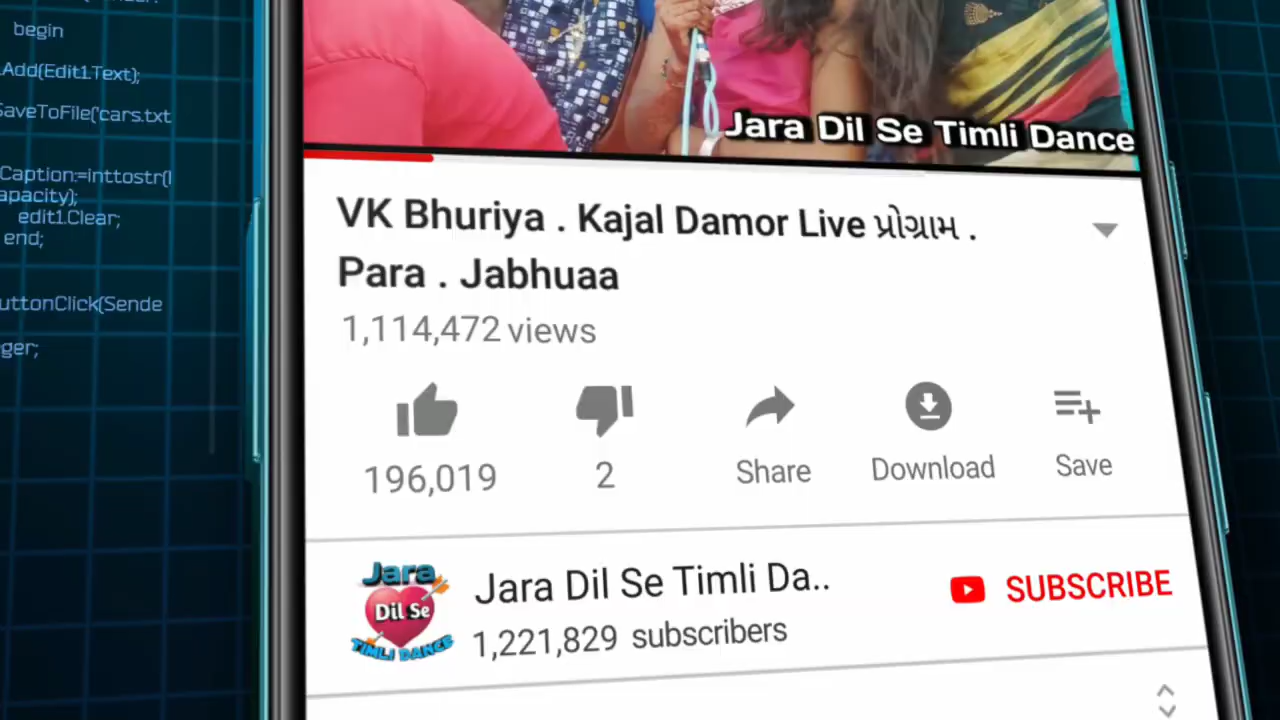 begin
.Add(Edit1.Text);
SaveToFile('cars.txt
Caption:=inttostr(
apacity);
edit1.Clear;
end;
uttonClick(Sende
ger;
Jara Dil Se Timli Dance
VK Bhuriya . Kajal Damor Live પ્રોગ્રામ .
Para . Jabhuaa
1,114,472 views
196,019
2
Share
Download
Save
Jara
Dil Se
TIMLI DANCE
Jara Dil Se Timli Da..
1,221,829 subscribers
SUBSCRIBE